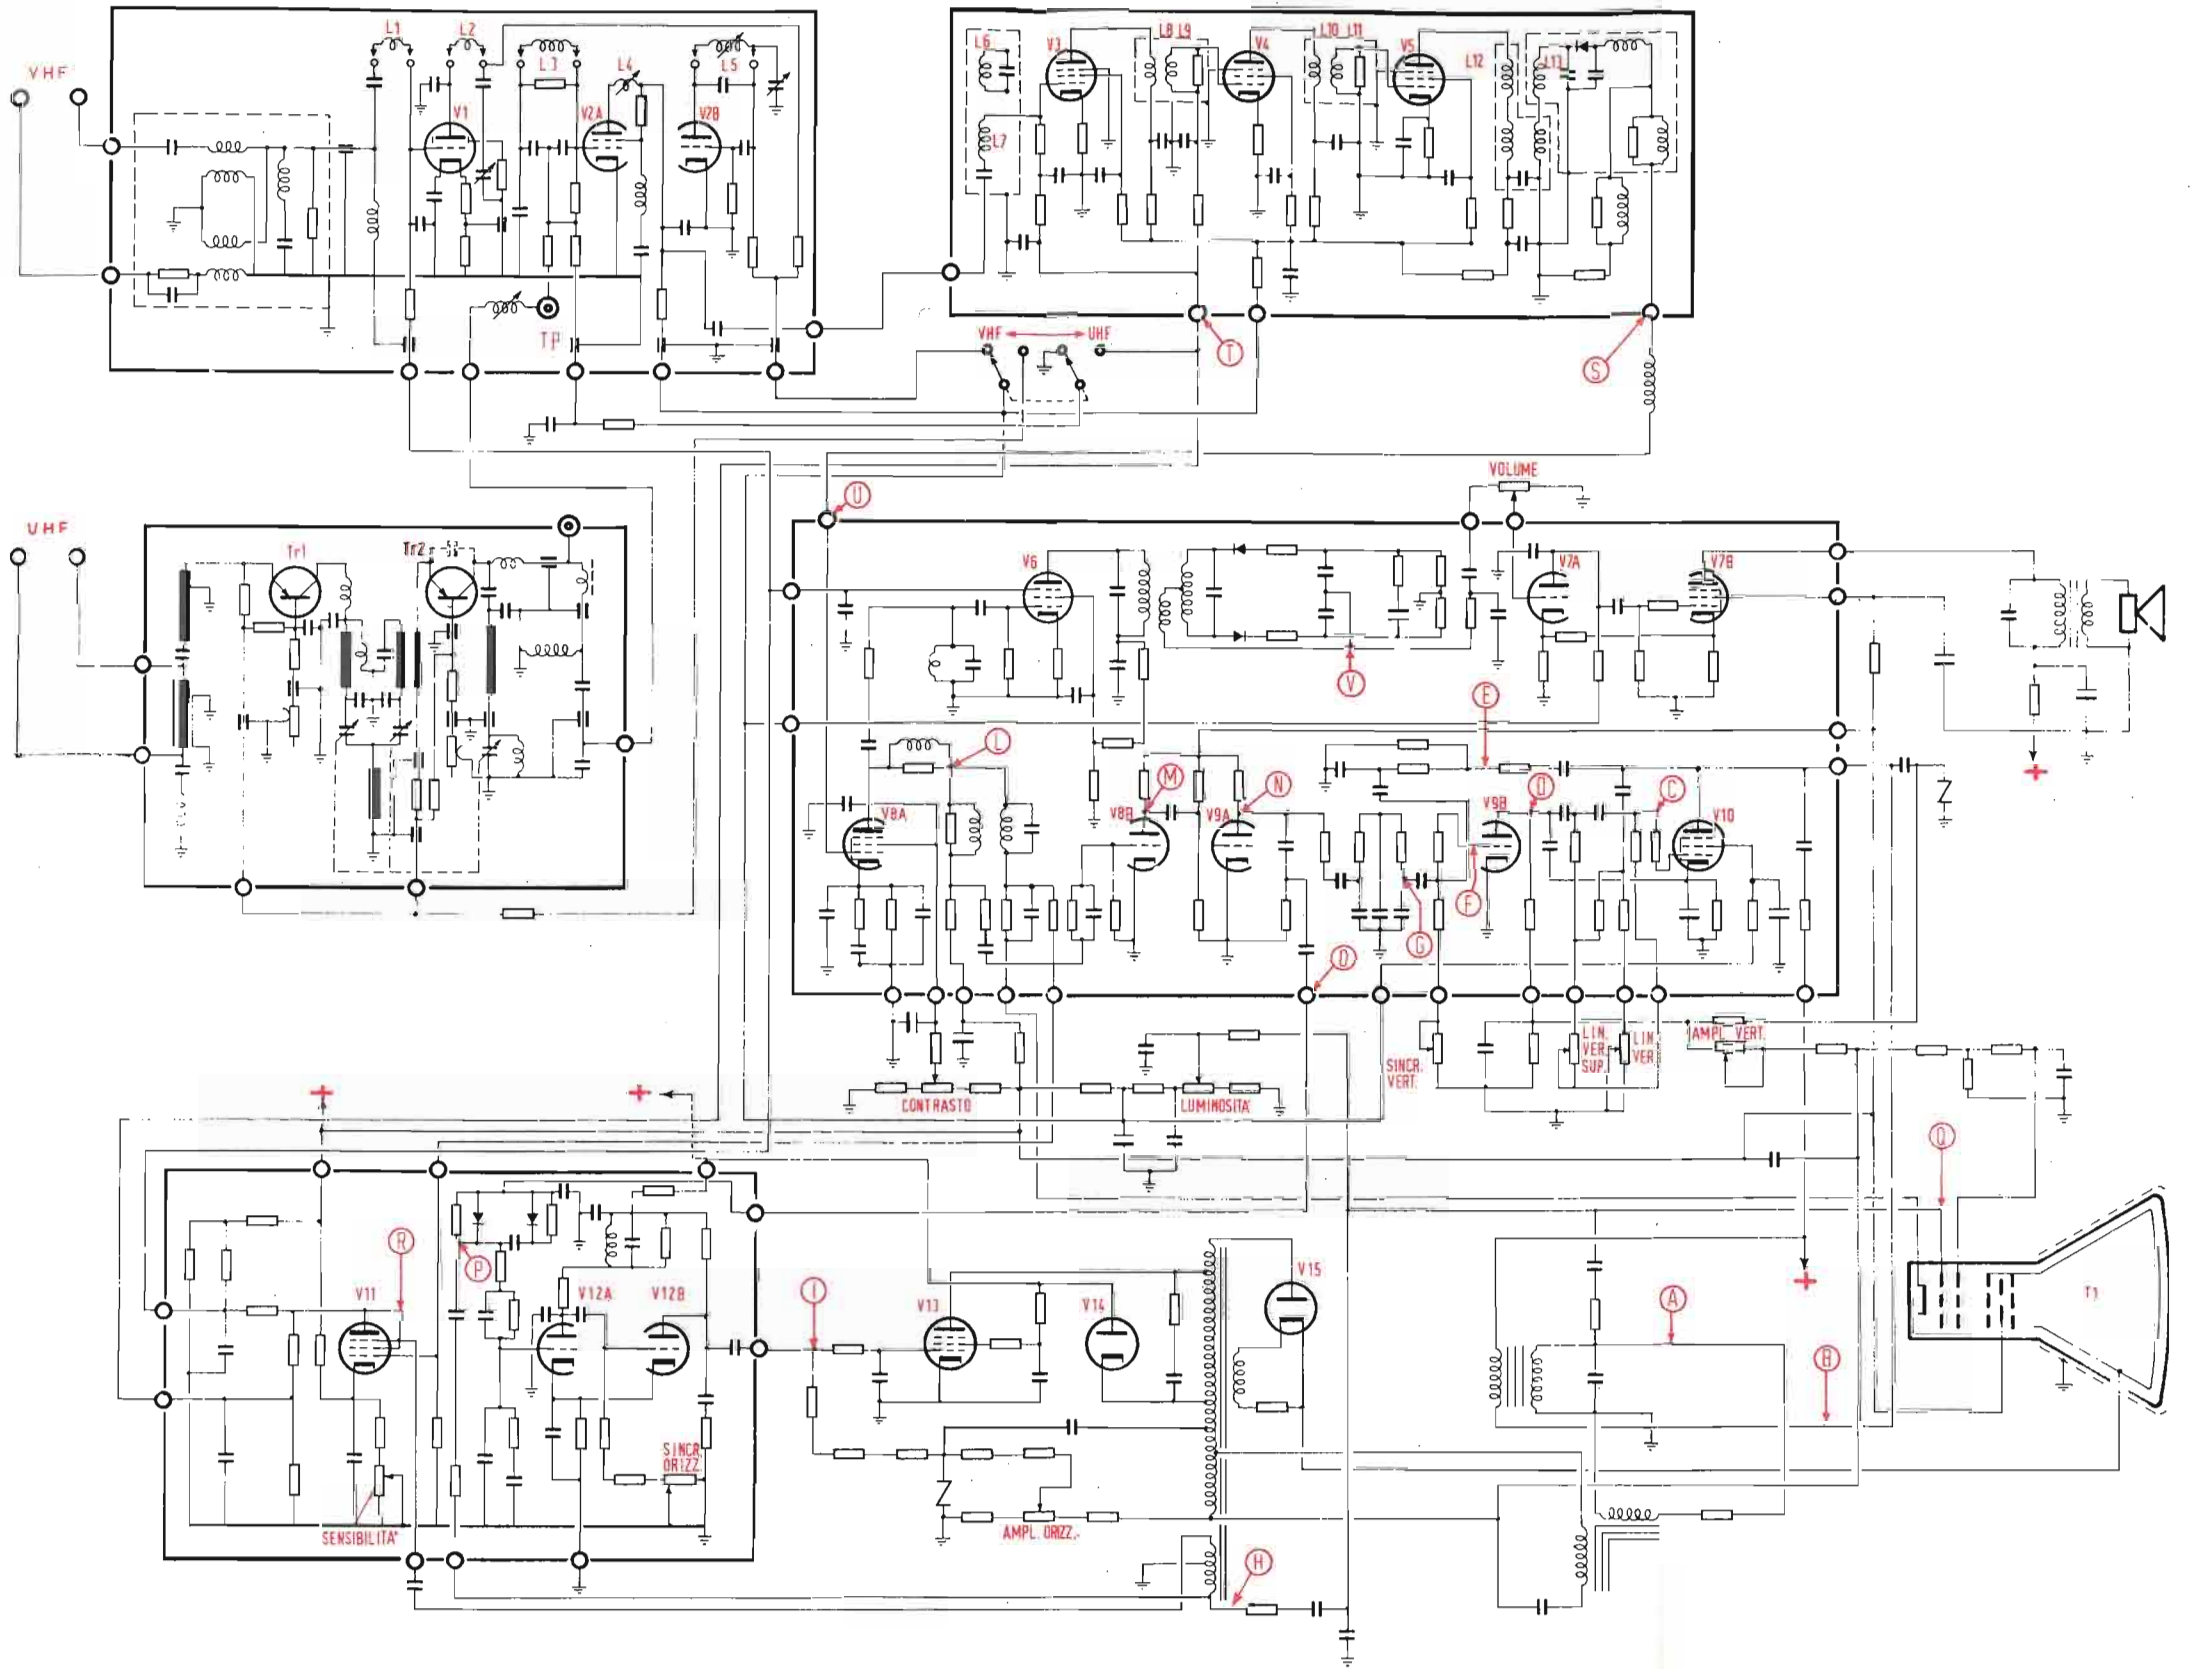 L1
L2
VHF
L3
L4
L5
V1
V2A
V2B
TP
L6
L7
V3
L8 L9
V4
L10 L11
V5
L12
L13
VHF
UHF
T
S
UHF
Tr1
Tr2
U
VOLUME
V6
V7A
V7B
V
E
L
M
N
D
C
V8A
V8B
V9A
V9B
V10
F
G
O
SINCR.
VERT.
LIN.
VER.
SUP.
LIN.
VER
AMPL. VERT.
CONTRASTO
LUMINOSITA'
+
+
+
+
Q
R
P
V11
V12A
V12B
I
V13
V14
V15
A
B
T1
SINCR.
ORIZZ.
SENSIBILITA'
AMPL. ORIZZ.
H